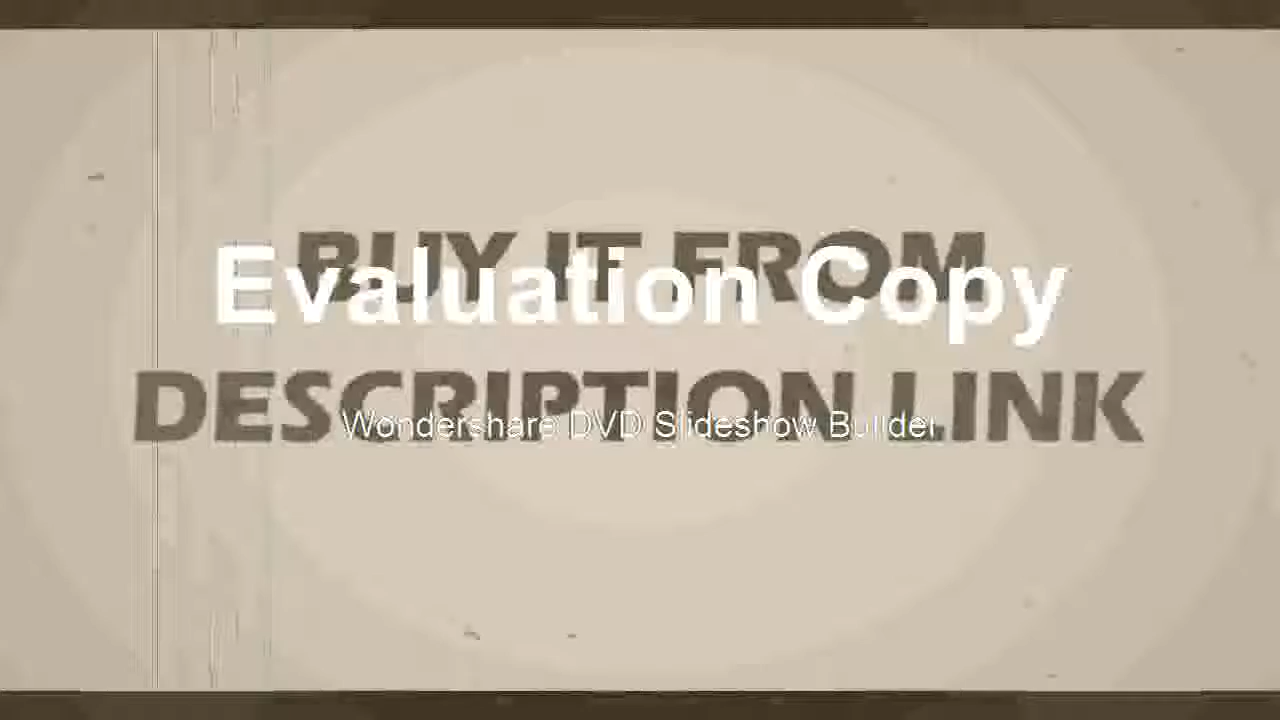 BUY IT FROM
Evaluation Copy
DESCRIPTION LINK
Wondershare DVD Slideshow Builder